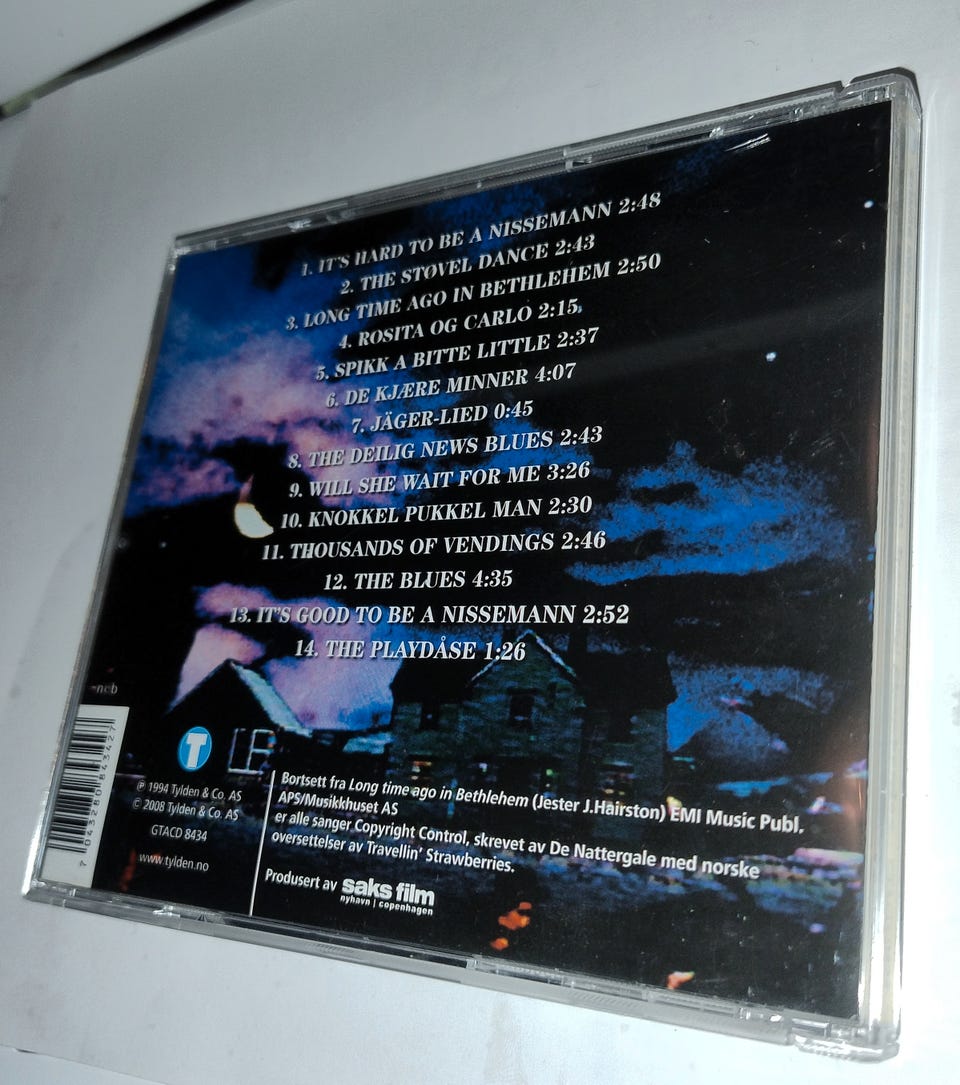 1. IT'S HARD TO BE A NISSEMANN 2:48
2. THE STØVEL DANCE 2:43
3. LONG TIME AGO IN BETHLEHEM 2:50
4. ROSITA OG CARLO 2:15
5. SPIKK A BITTE LITTLE 2:37
6. DE KJÆRE MINNER 4:07
7. JÄGER-LIED 0:45
8. THE DEILIG NEWS BLUES 2:43
9. WILL SHE WAIT FOR ME 3:26
10. KNOKKEL PUKKEL MAN 2:30
11. THOUSANDS OF VENDINGS 2:46
12. THE BLUES 4:35
13. IT'S GOOD TO BE A NISSEMANN 2:52
14. THE PLAYDÅSE 1:26
ncb
7 043280 843427
T
℗ 1994 Tylden & Co. AS
© 2008 Tylden & Co. AS
GTACD 8434
www.tylden.no
Bortsett fra Long time ago in Bethlehem (Jester J.Hairston) EMI Music Publ.
APS/Musikkhuset AS
er alle sanger Copyright Control, skrevet av De Nattergale med norske
oversettelser av Travellin' Strawberries.
Produsert av saks film
nyhavn | copenhagen